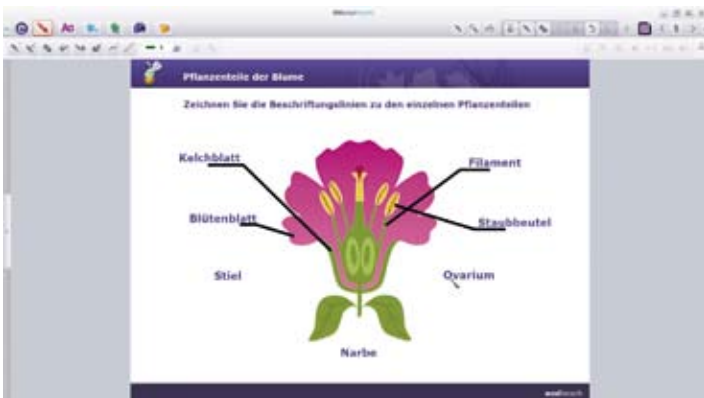 Pflanzenteile der Blume
Zeichnen Sie die Beschriftungslinien zu den einzelnen Pflanzenteilen
Kelchblatt
Filament
Blütenblatt
Staubbeutel
Stiel
Ovarium
Narbe